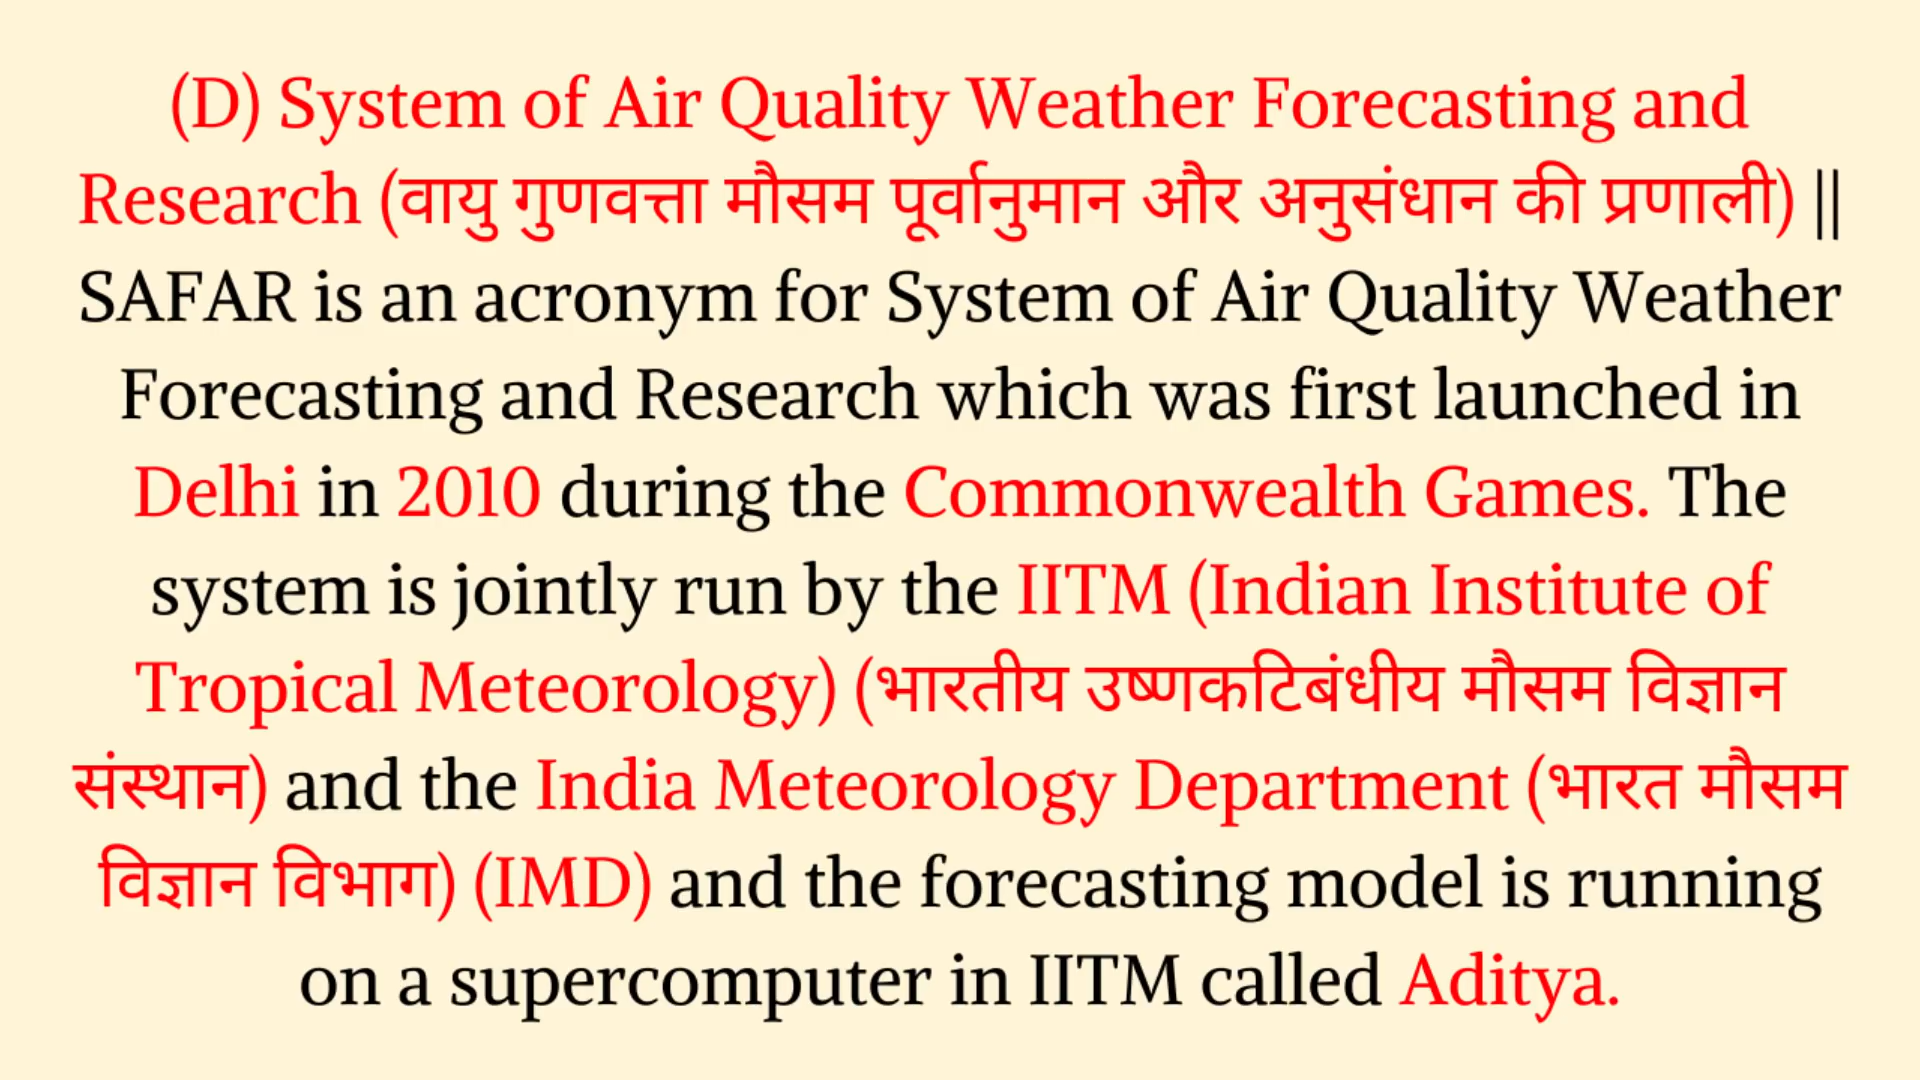 (D) System of Air Quality Weather Forecasting and
Research (वायु गुणवत्ता मौसम पूर्वानुमान और अनुसंधान की प्रणाली) ||
SAFAR is an acronym for System of Air Quality Weather
Forecasting and Research which was first launched in
Delhi in 2010 during the Commonwealth Games. The
system is jointly run by the IITM (Indian Institute of
Tropical Meteorology) (भारतीय उष्णकटिबंधीय मौसम विज्ञान
संस्थान) and the India Meteorology Department (भारत मौसम
विज्ञान विभाग) (IMD) and the forecasting model is running
on a supercomputer in IITM called Aditya.